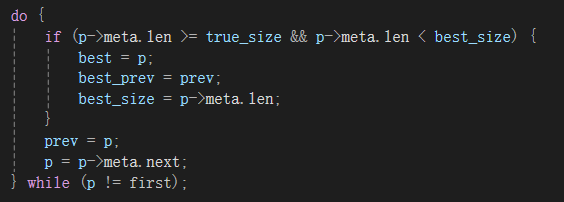 do {
    if (p->meta.len >= true_size && p->meta.len < best_size) {
        best = p;
        best_prev = prev;
        best_size = p->meta.len;
    }
    prev = p;
    p = p->meta.next;
} while (p != first);